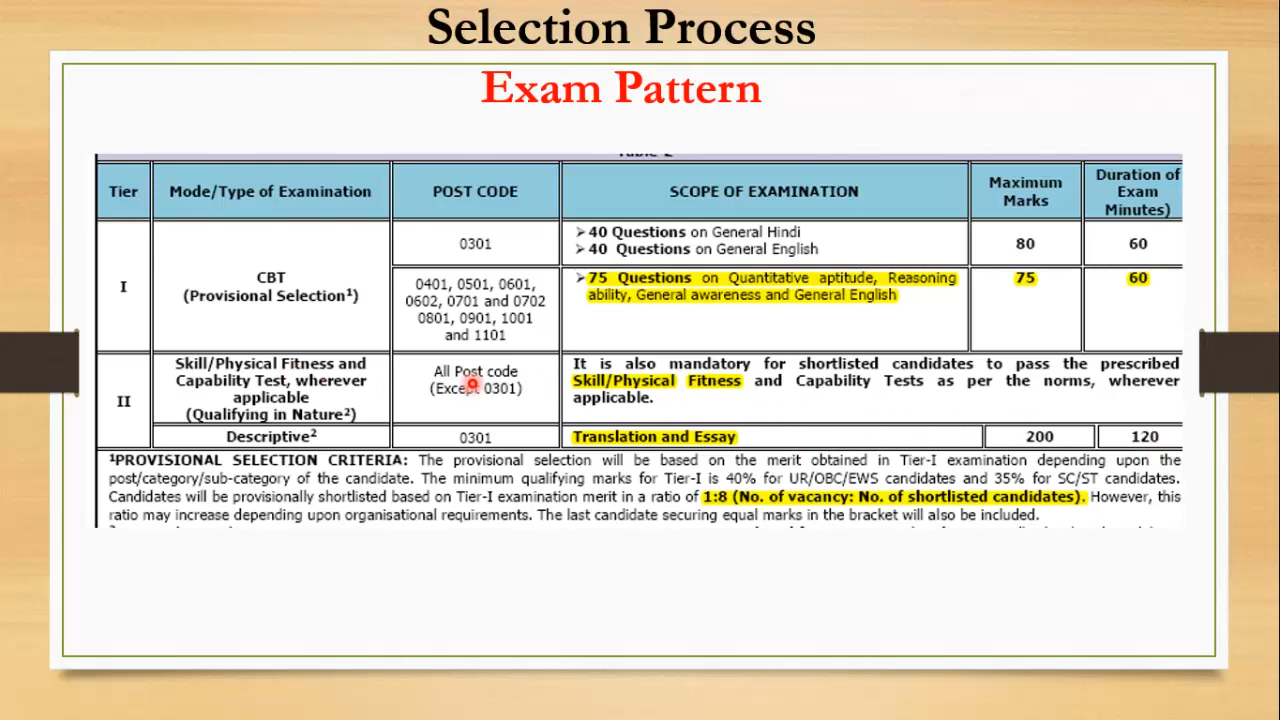 Selection Process
Exam Pattern
Table-2
Tier
Mode/Type of Examination
POST CODE
SCOPE OF EXAMINATION
Maximum
Marks
Duration of
Exam
Minutes)
I
CBT
(Provisional Selection¹)
0301
➢40 Questions on General Hindi
➢40 Questions on General English
80
60
0401, 0501, 0601,
0602, 0701 and 0702
0801, 0901, 1001
and 1101
➢75 Questions on Quantitative aptitude, Reasoning
ability, General awareness and General English
75
60
II
Skill/Physical Fitness and
Capability Test, wherever
applicable
(Qualifying in Nature²)
All Post code
(Except 0301)
It is also mandatory for shortlisted candidates to pass the prescribed
Skill/Physical Fitness and Capability Tests as per the norms, wherever
applicable.
Descriptive²
0301
Translation and Essay
200
120
¹PROVISIONAL SELECTION CRITERIA: The provisional selection will be based on the merit obtained in Tier-I examination depending upon the
post/category/sub-category of the candidate. The minimum qualifying marks for Tier-I is 40% for UR/OBC/EWS candidates and 35% for SC/ST candidates.
Candidates will be provisionally shortlisted based on Tier-I examination merit in a ratio of 1:8 (No. of vacancy: No. of shortlisted candidates). However, this
ratio may increase depending upon organisational requirements. The last candidate securing equal marks in the bracket will also be included.